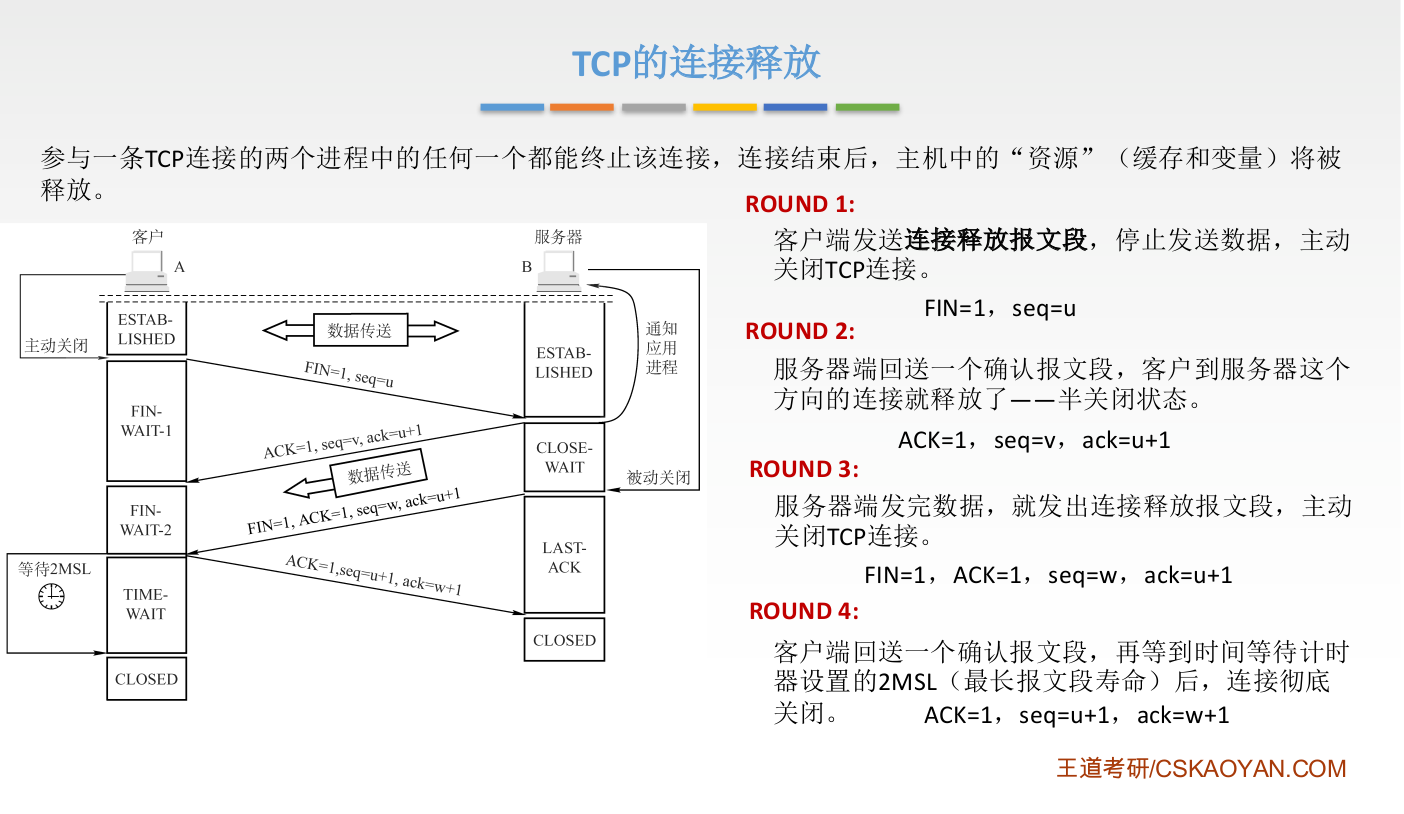 TCP的连接释放
参与一条TCP连接的两个进程中的任何一个都能终止该连接，连接结束后，主机中的“资源”（缓存和变量）将被
释放。
客户
A
服务器
B
ESTAB-
LISHED
主动关闭
数据传送
ESTAB-
LISHED
通知
应用
进程
FIN=1, seq=u
FIN-
WAIT-1
ACK=1, seq=v, ack=u+1
CLOSE-
WAIT
数据传送
被动关闭
FIN-
WAIT-2
FIN=1, ACK=1, seq=w, ack=u+1
LAST-
ACK
等待2MSL
ACK=1,seq=u+1, ack=w+1
TIME-
WAIT
CLOSED
CLOSED
ROUND 1:
客户端发送连接释放报文段，停止发送数据，主动
关闭TCP连接。
FIN=1，seq=u
ROUND 2:
服务器端回送一个确认报文段，客户到服务器这个
方向的连接就释放了——半关闭状态。
ACK=1，seq=v，ack=u+1
ROUND 3:
服务器端发完数据，就发出连接释放报文段，主动
关闭TCP连接。
FIN=1，ACK=1，seq=w，ack=u+1
ROUND 4:
客户端回送一个确认报文段，再等到时间等待计时
器设置的2MSL（最长报文段寿命）后，连接彻底
关闭。 ACK=1，seq=u+1，ack=w+1
王道考研/CSKAOYAN.COM